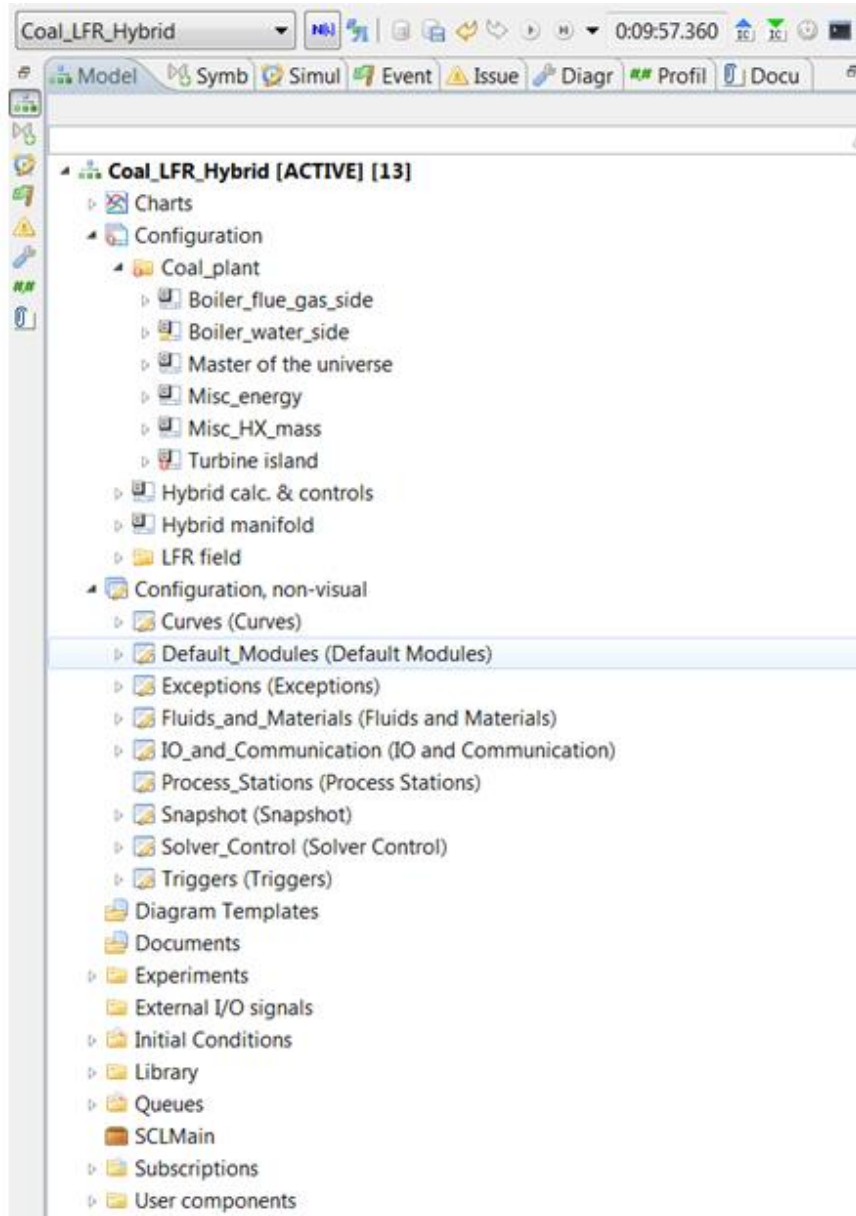 Coal_LFR_Hybrid 0:09:57.360 IC IC
Model Symb Simul Event Issue Diagr Profil Docu
Coal_LFR_Hybrid [ACTIVE] [13]
Charts
Configuration
Coal_plant
Boiler_flue_gas_side
Boiler_water_side
Master of the universe
Misc_energy
Misc_HX_mass
Turbine island
Hybrid calc. & controls
Hybrid manifold
LFR field
Configuration, non-visual
Curves (Curves)
Default_Modules (Default Modules)
Exceptions (Exceptions)
Fluids_and_Materials (Fluids and Materials)
IO_and_Communication (IO and Communication)
Process_Stations (Process Stations)
Snapshot (Snapshot)
Solver_Control (Solver Control)
Triggers (Triggers)
Diagram Templates
Documents
Experiments
External I/O signals
Initial Conditions
Library
Queues
SCLMain
Subscriptions
User components